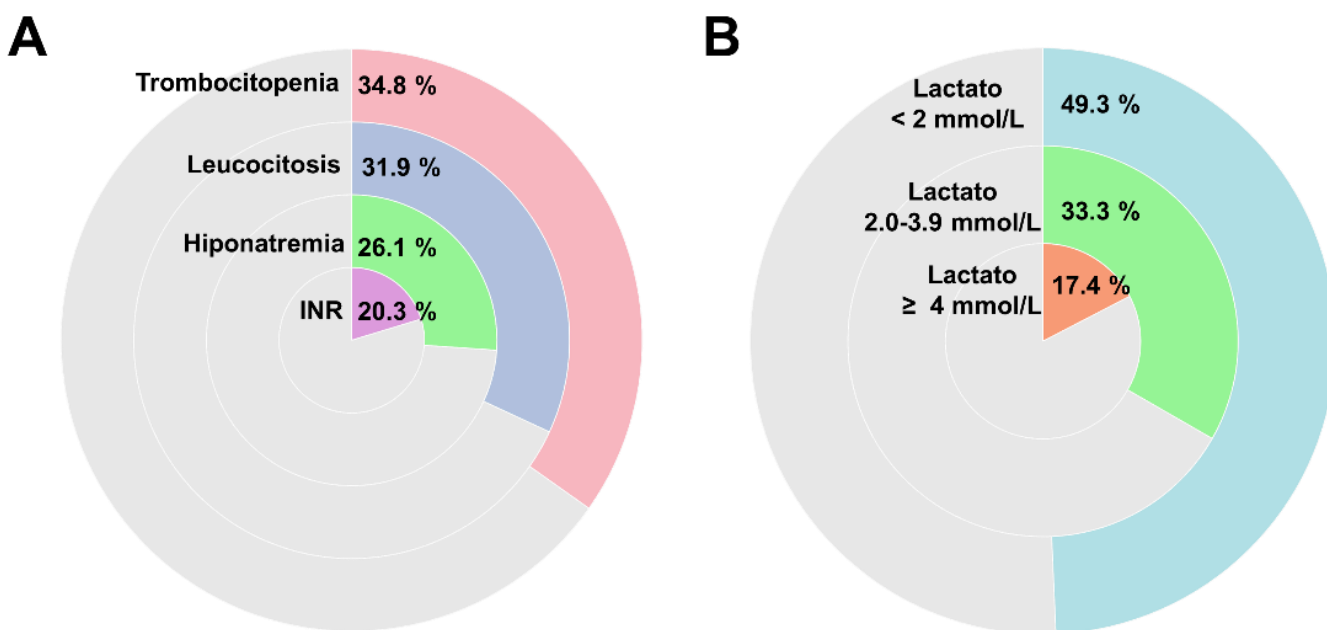 A
Trombocitopenia 34.8 %
Leucocitosis 31.9 %
Hiponatremia 26.1 %
INR 20.3 %
B
Lactato
< 2 mmol/L 49.3 %
Lactato
2.0-3.9 mmol/L 33.3 %
Lactato
≥ 4 mmol/L 17.4 %